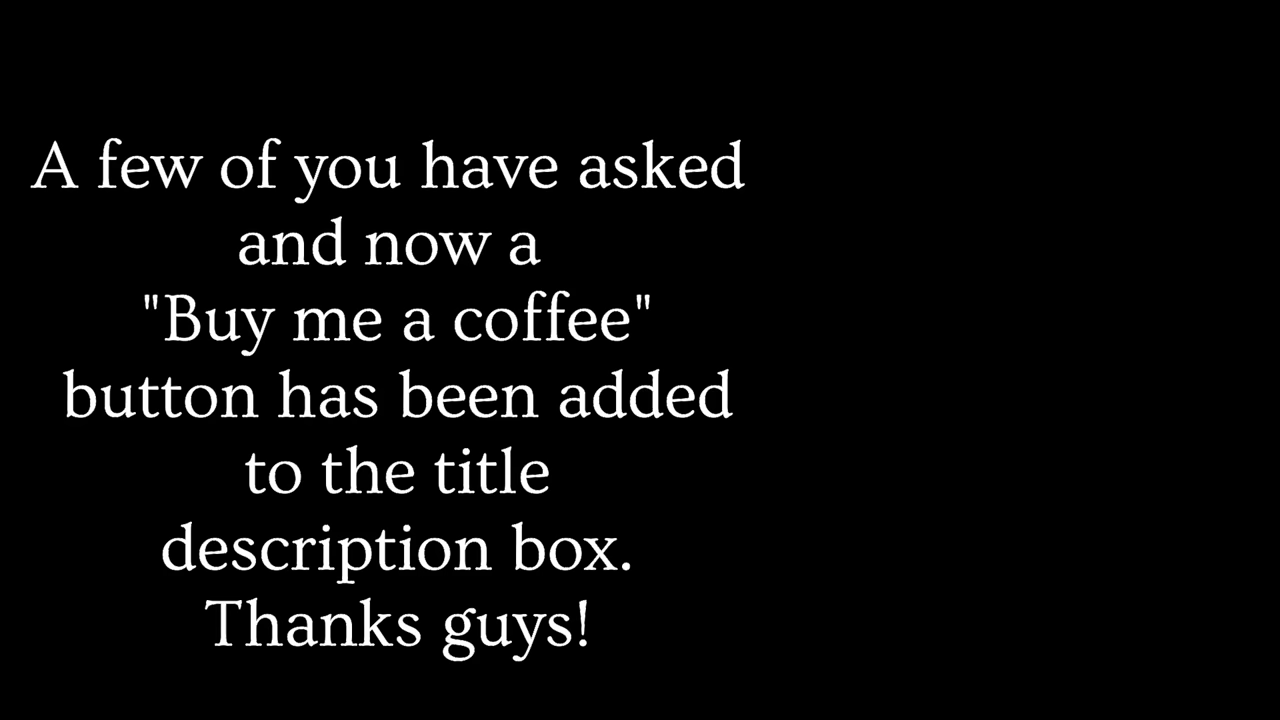 A few of you have asked
and now a
"Buy me a coffee"
button has been added
to the title
description box.
Thanks guys!